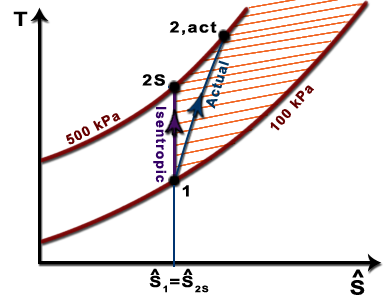 T
2,act
2S
500 kPa
Isentropic
Actual
100 kPa
1
Ŝ₁=Ŝ₂S
Ŝ